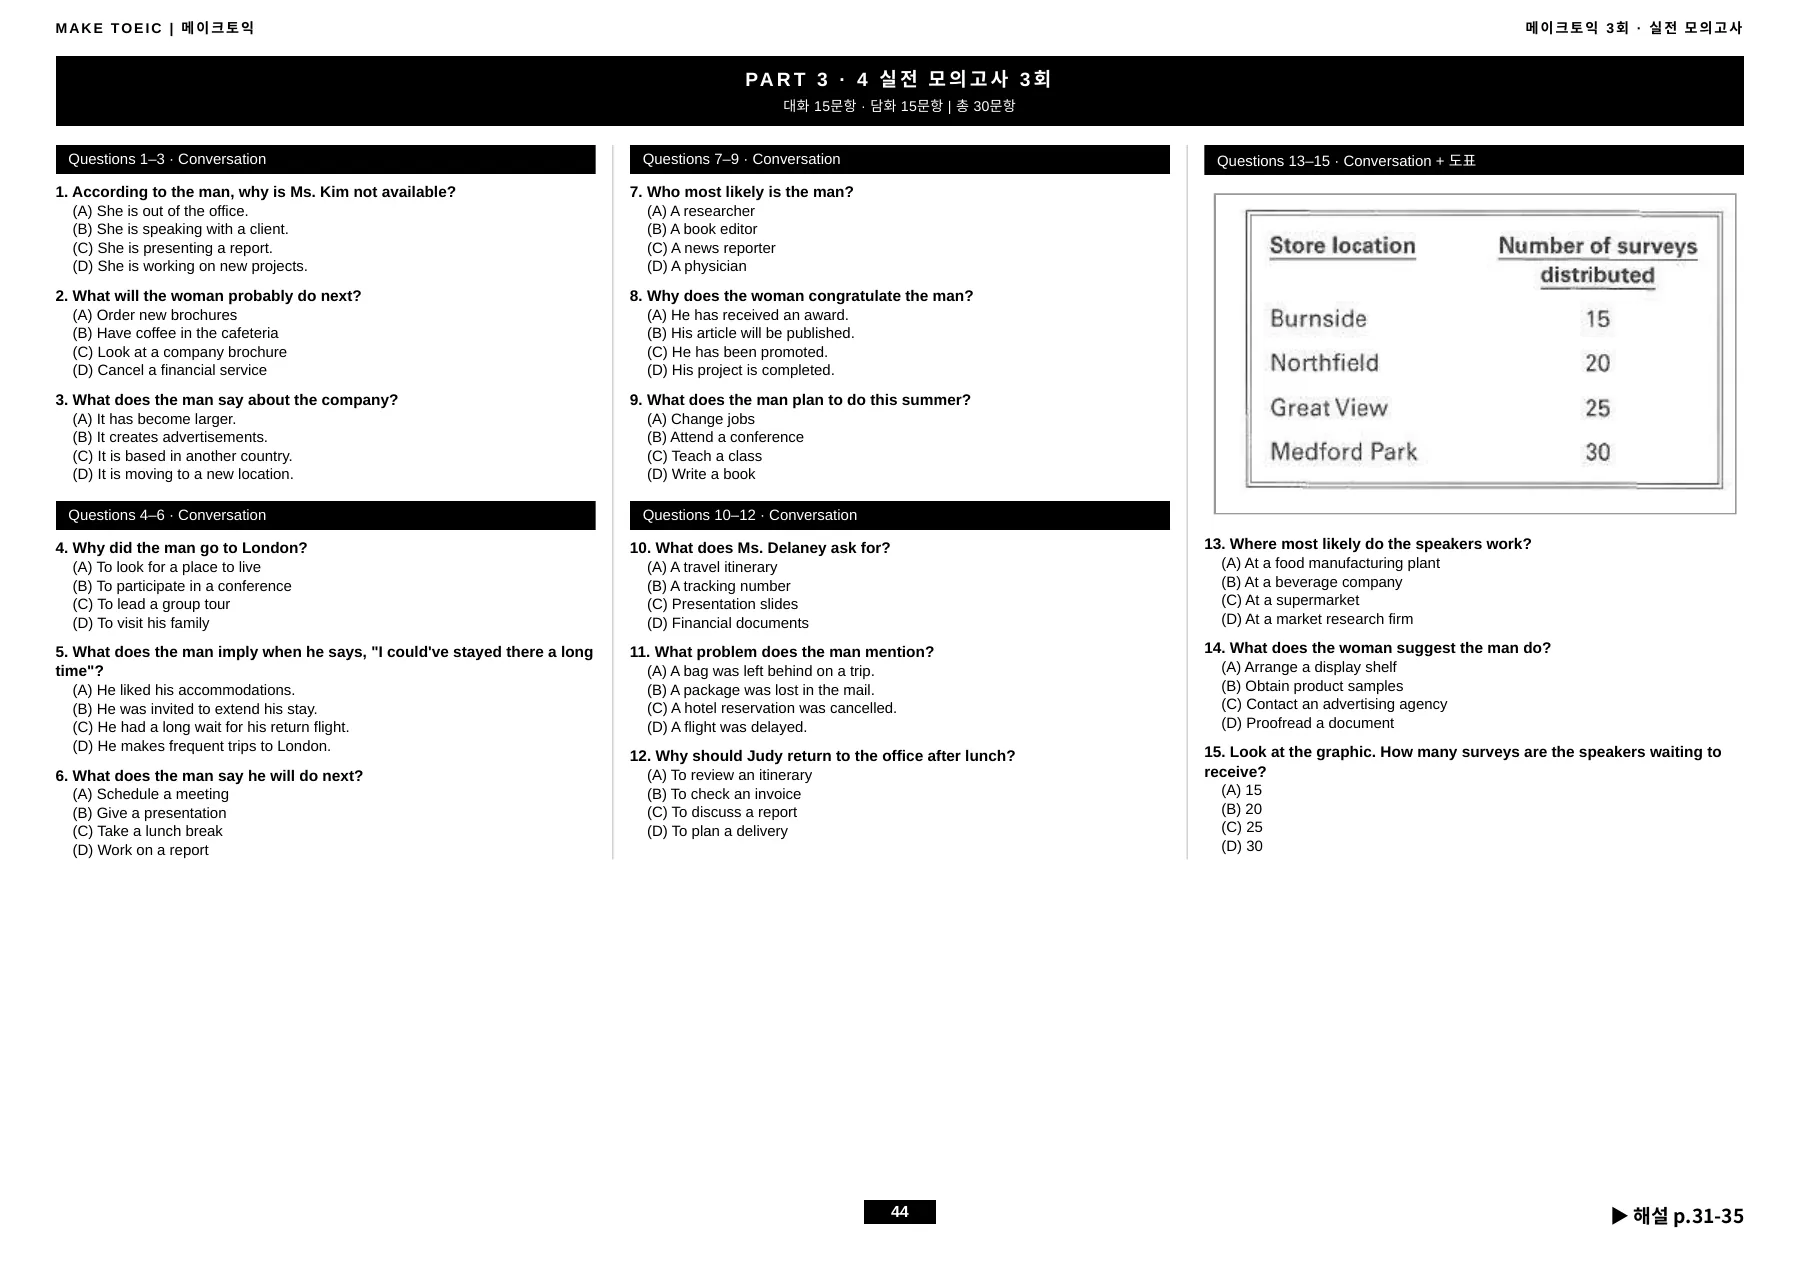 MAKE TOEIC | 메이크토익
메이크토익 3회 · 실전 모의고사
PART 3 · 4 실전 모의고사 3회
대화 15문항 · 담화 15문항 | 총 30문항
Questions 1–3 · Conversation
1. According to the man, why is Ms. Kim not available?
(A) She is out of the office.
(B) She is speaking with a client.
(C) She is presenting a report.
(D) She is working on new projects.
2. What will the woman probably do next?
(A) Order new brochures
(B) Have coffee in the cafeteria
(C) Look at a company brochure
(D) Cancel a financial service
3. What does the man say about the company?
(A) It has become larger.
(B) It creates advertisements.
(C) It is based in another country.
(D) It is moving to a new location.
Questions 4–6 · Conversation
4. Why did the man go to London?
(A) To look for a place to live
(B) To participate in a conference
(C) To lead a group tour
(D) To visit his family
5. What does the man imply when he says, "I could've stayed there a long
time"?
(A) He liked his accommodations.
(B) He was invited to extend his stay.
(C) He had a long wait for his return flight.
(D) He makes frequent trips to London.
6. What does the man say he will do next?
(A) Schedule a meeting
(B) Give a presentation
(C) Take a lunch break
(D) Work on a report
Questions 7–9 · Conversation
7. Who most likely is the man?
(A) A researcher
(B) A book editor
(C) A news reporter
(D) A physician
8. Why does the woman congratulate the man?
(A) He has received an award.
(B) His article will be published.
(C) He has been promoted.
(D) His project is completed.
9. What does the man plan to do this summer?
(A) Change jobs
(B) Attend a conference
(C) Teach a class
(D) Write a book
Questions 10–12 · Conversation
10. What does Ms. Delaney ask for?
(A) A travel itinerary
(B) A tracking number
(C) Presentation slides
(D) Financial documents
11. What problem does the man mention?
(A) A bag was left behind on a trip.
(B) A package was lost in the mail.
(C) A hotel reservation was cancelled.
(D) A flight was delayed.
12. Why should Judy return to the office after lunch?
(A) To review an itinerary
(B) To check an invoice
(C) To discuss a report
(D) To plan a delivery
Questions 13–15 · Conversation + 도표
Store location Number of surveys
distributed
Burnside 15
Northfield 20
Great View 25
Medford Park 30
13. Where most likely do the speakers work?
(A) At a food manufacturing plant
(B) At a beverage company
(C) At a supermarket
(D) At a market research firm
14. What does the woman suggest the man do?
(A) Arrange a display shelf
(B) Obtain product samples
(C) Contact an advertising agency
(D) Proofread a document
15. Look at the graphic. How many surveys are the speakers waiting to
receive?
(A) 15
(B) 20
(C) 25
(D) 30
44
▶ 해설 p.31-35